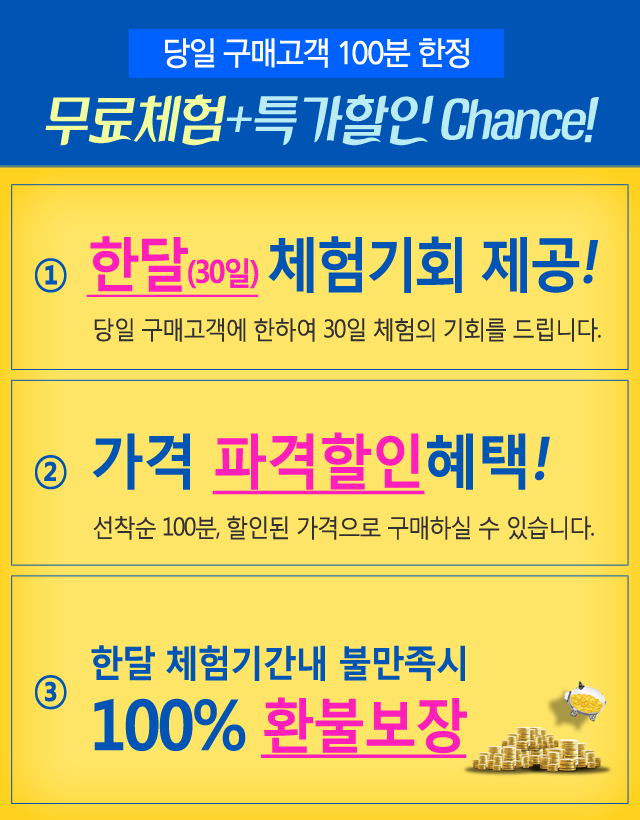 당일 구매고객 100분 한정
무료체험+특가할인 Chance!
① 한달(30일) 체험기회 제공!
당일 구매고객에 한하여 30일 체험의 기회를 드립니다.
② 가격 파격할인혜택!
선착순 100분, 할인된 가격으로 구매하실 수 있습니다.
③ 한달 체험기간내 불만족시
100% 환불보장